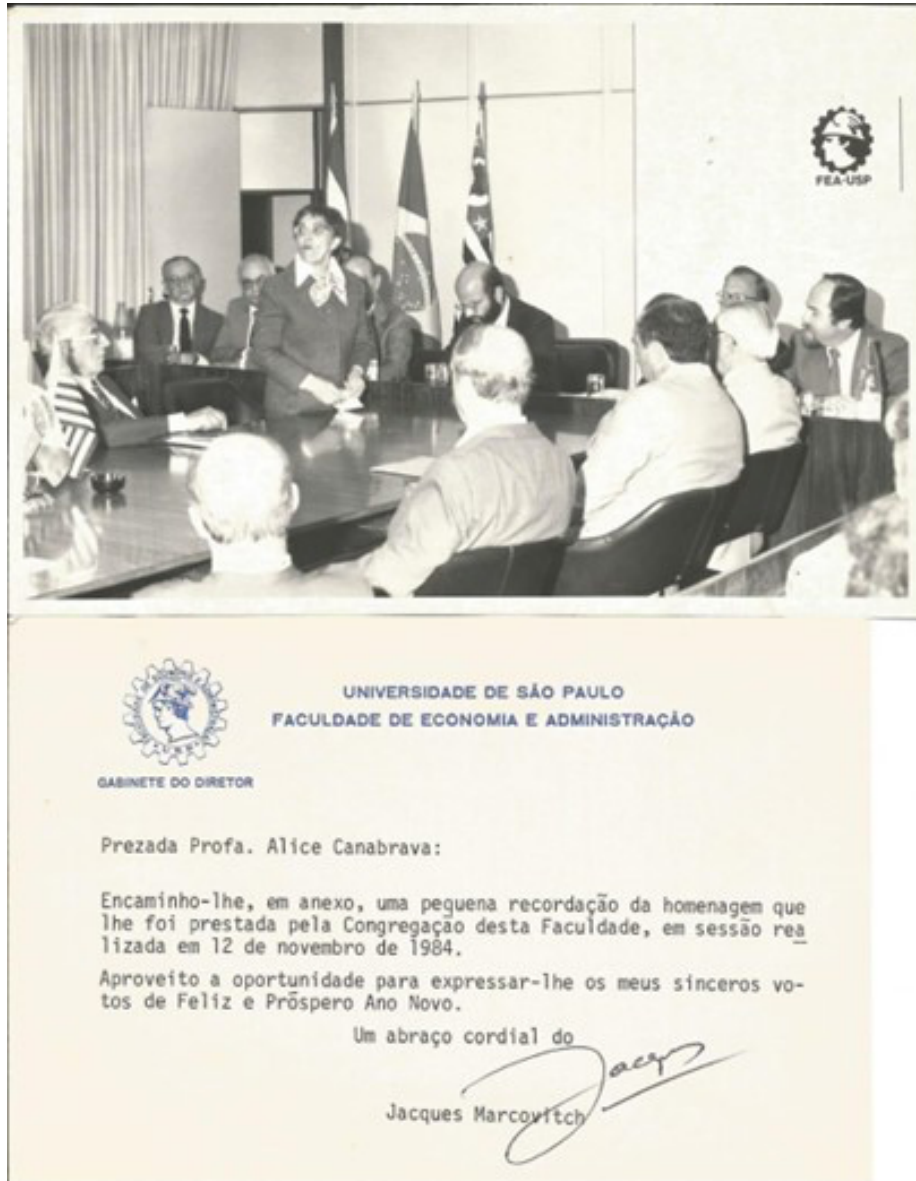 FEA-USP
UNIVERSIDADE DE SÃO PAULO
FACULDADE DE ECONOMIA E ADMINISTRAÇÃO
GABINETE DO DIRETOR
Prezada Profa. Alice Canabrava:
Encaminho-lhe, em anexo, uma pequena recordação da homenagem que
lhe foi prestada pela Congregação desta Faculdade, em sessão rea
lizada em 12 de novembro de 1984.
Aproveito a oportunidade para expressar-lhe os meus sinceros vo-
tos de Feliz e Próspero Ano Novo.
Um abraço cordial do
Jacques
Jacques Marcovitch